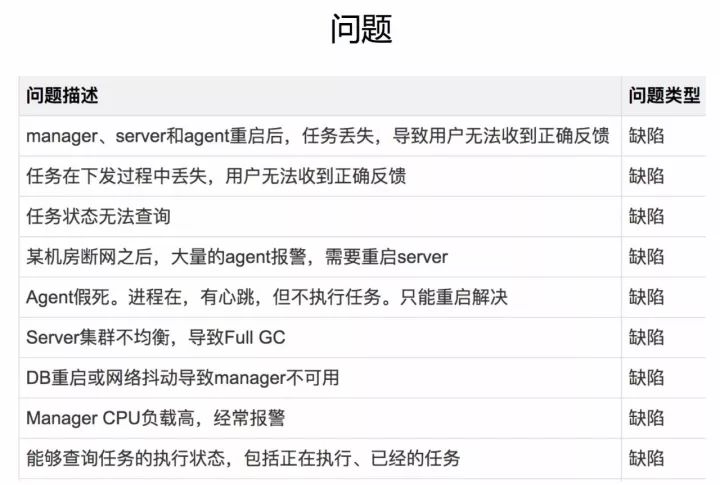 问题
问题描述 问题类型
manager、server和agent重启后，任务丢失，导致用户无法收到正确反馈 缺陷
任务在下发过程中丢失，用户无法收到正确反馈 缺陷
任务状态无法查询 缺陷
某机房断网之后，大量的agent报警，需要重启server 缺陷
Agent假死。进程在，有心跳，但不执行任务。只能重启解决 缺陷
Server集群不均衡，导致Full GC 缺陷
DB重启或网络抖动导致manager不可用 缺陷
Manager CPU负载高，经常报警 缺陷
能够查询任务的执行状态，包括正在执行、已经的任务 缺陷